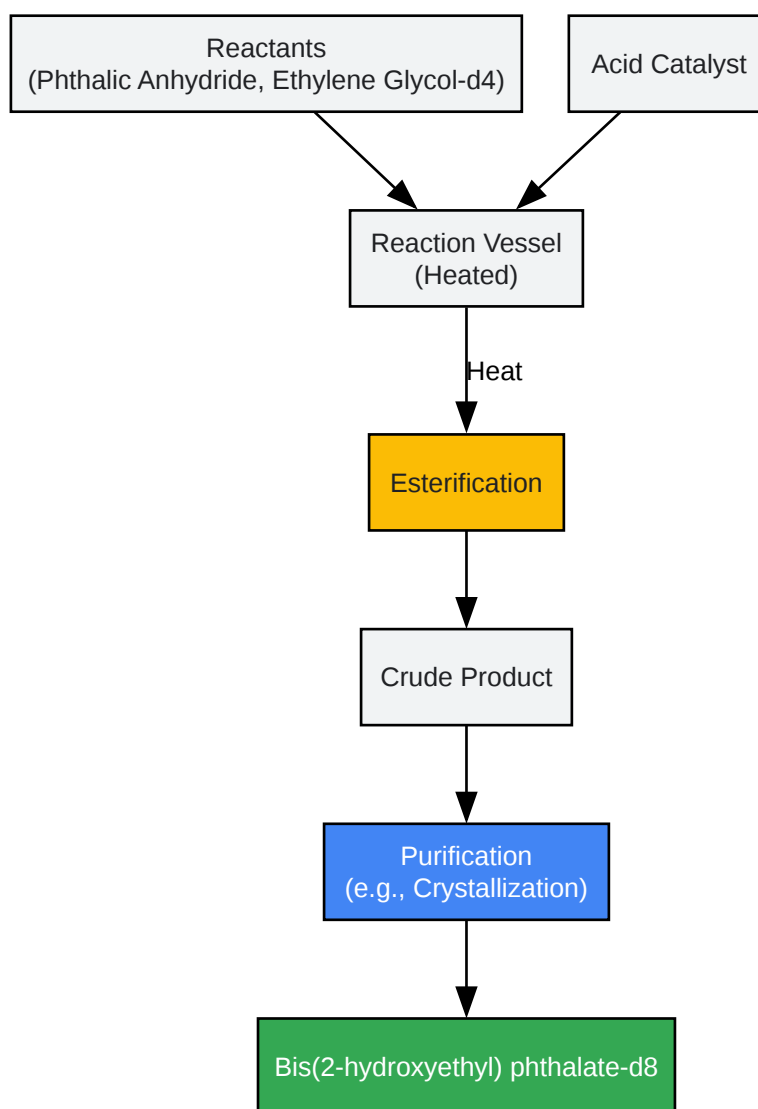 Reactants
(Phthalic Anhydride, Ethylene Glycol-d4)
Acid Catalyst
Reaction Vessel
(Heated)
Heat
Esterification
Crude Product
Purification
(e.g., Crystallization)
Bis(2-hydroxyethyl) phthalate-d8